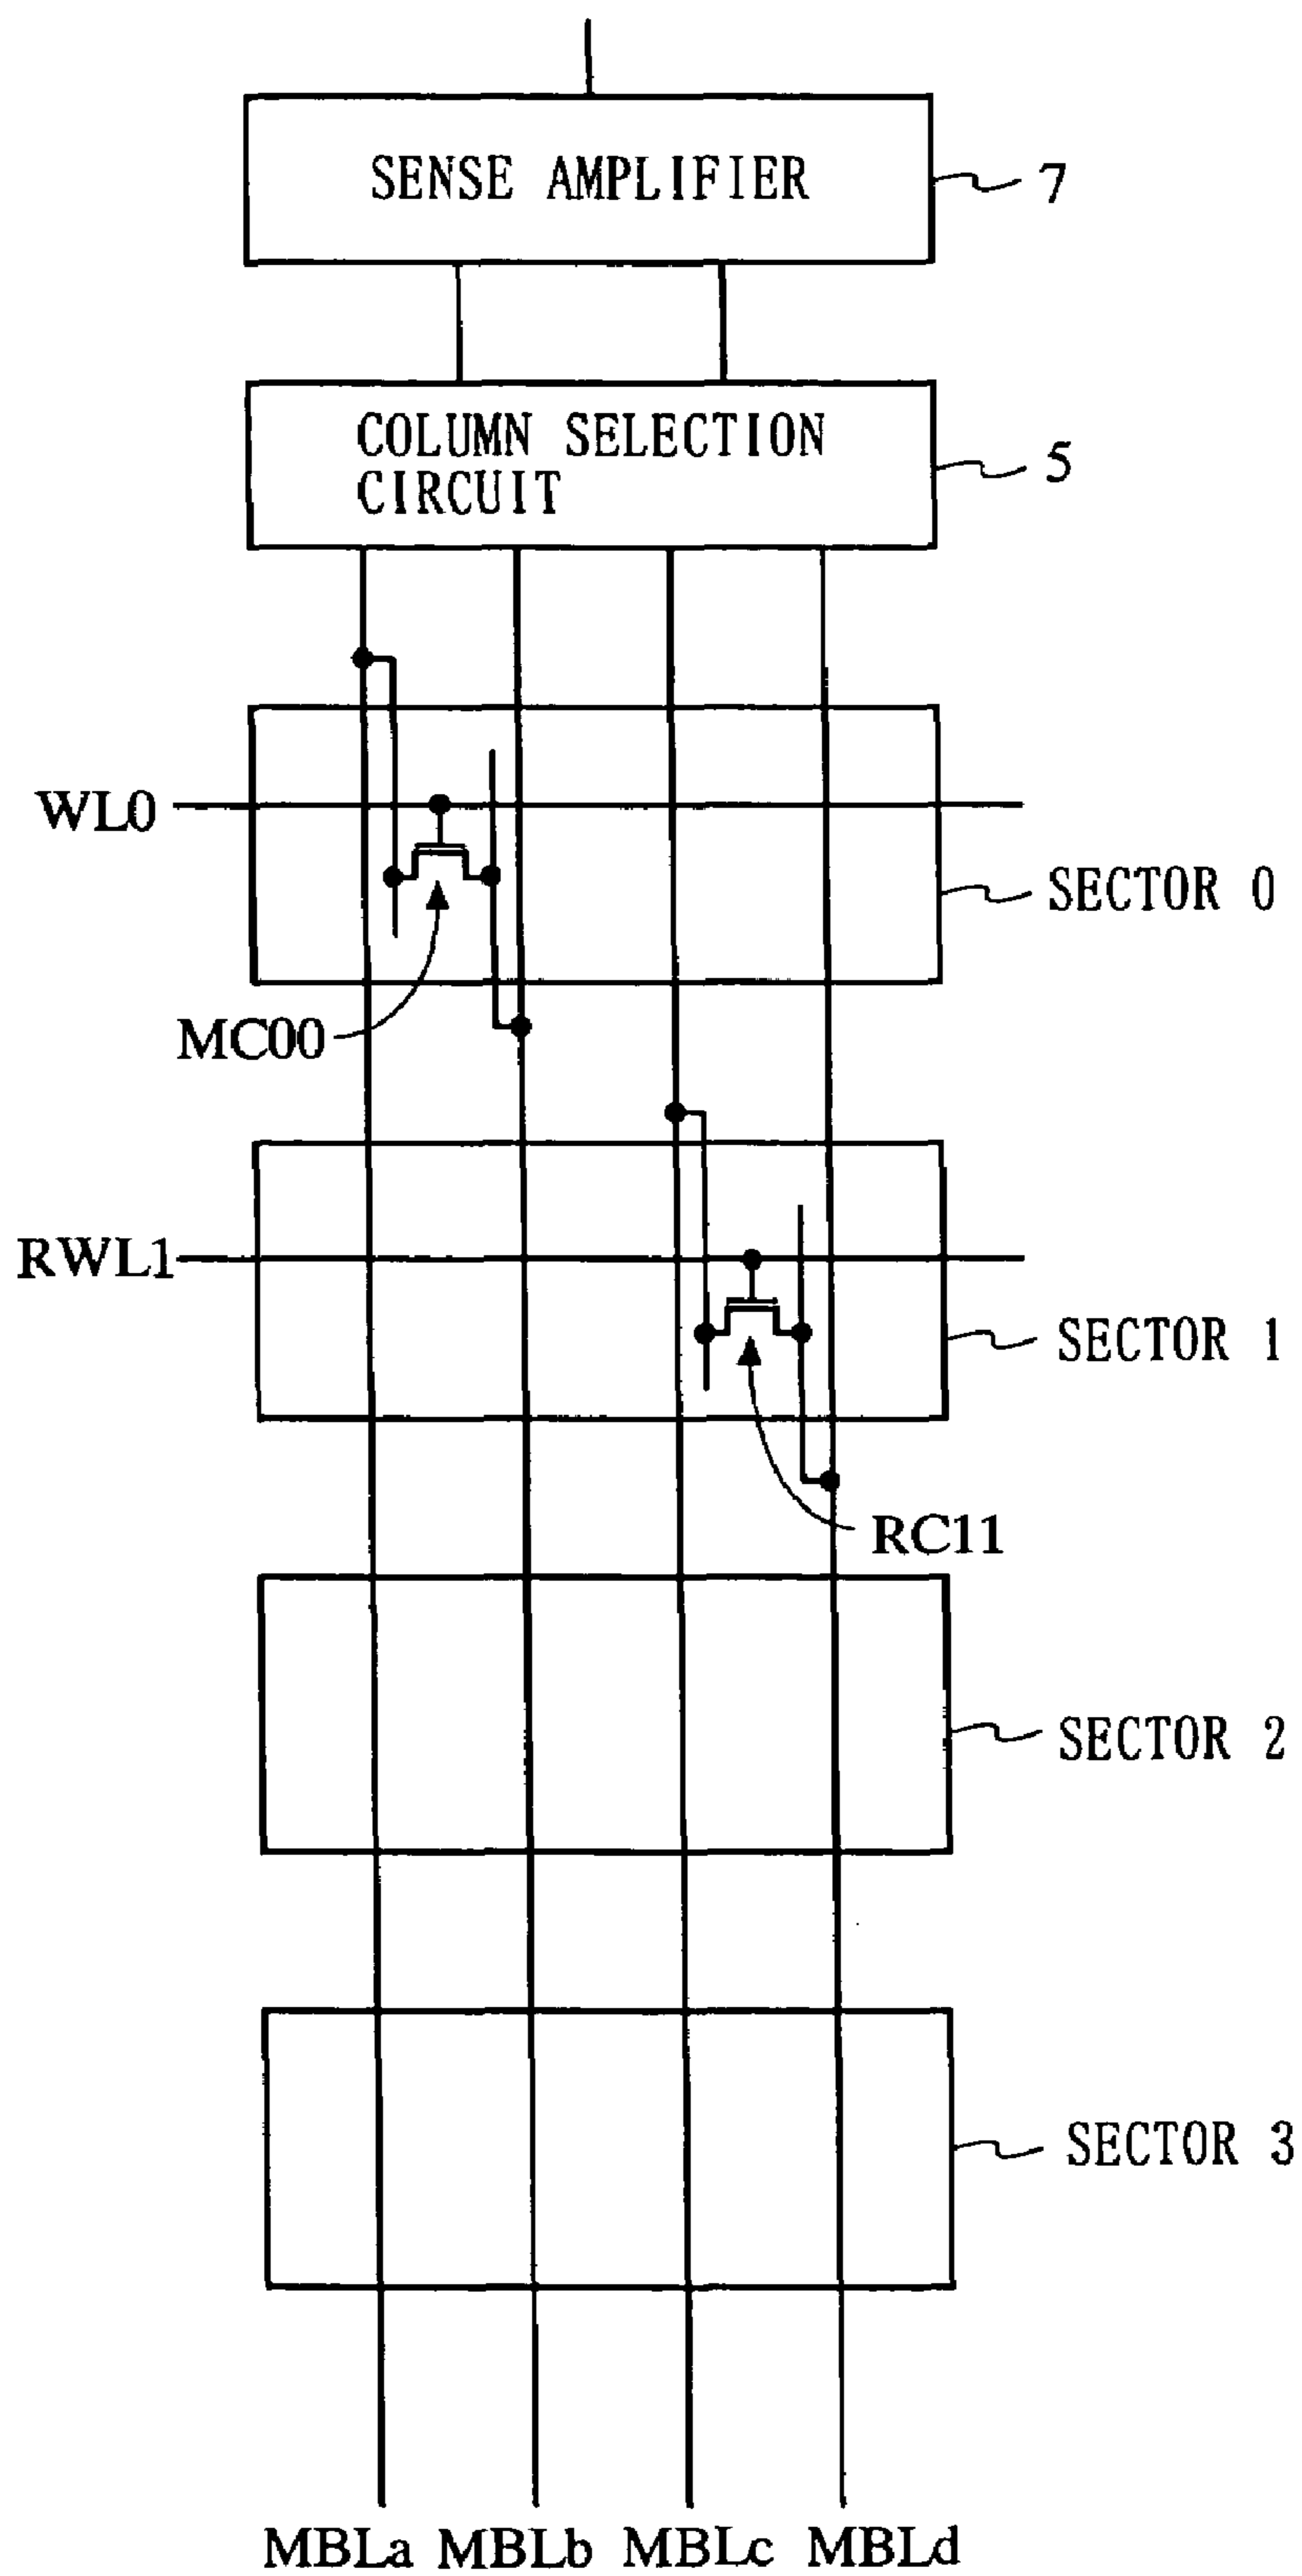 SENSE AMPLIFIER
7
COLUMN SELECTION
CIRCUIT
5
WL0
SECTOR 0
MC00
RWL1
SECTOR 1
RC11
SECTOR 2
SECTOR 3
MBLa MBLb MBLc MBLd